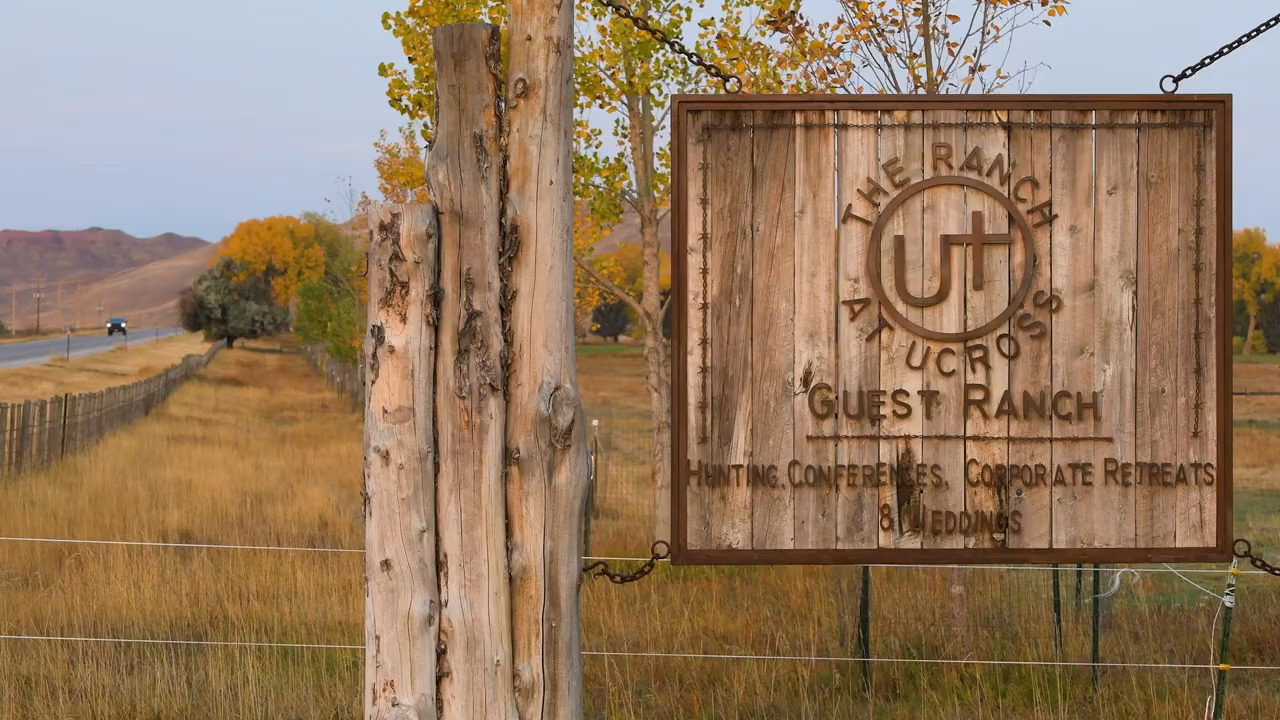 THE RANCH
U+
AT UCROSS
GUEST RANCH
HUNTING, CONFERENCES, CORPORATE RETREATS
& WEDDINGS